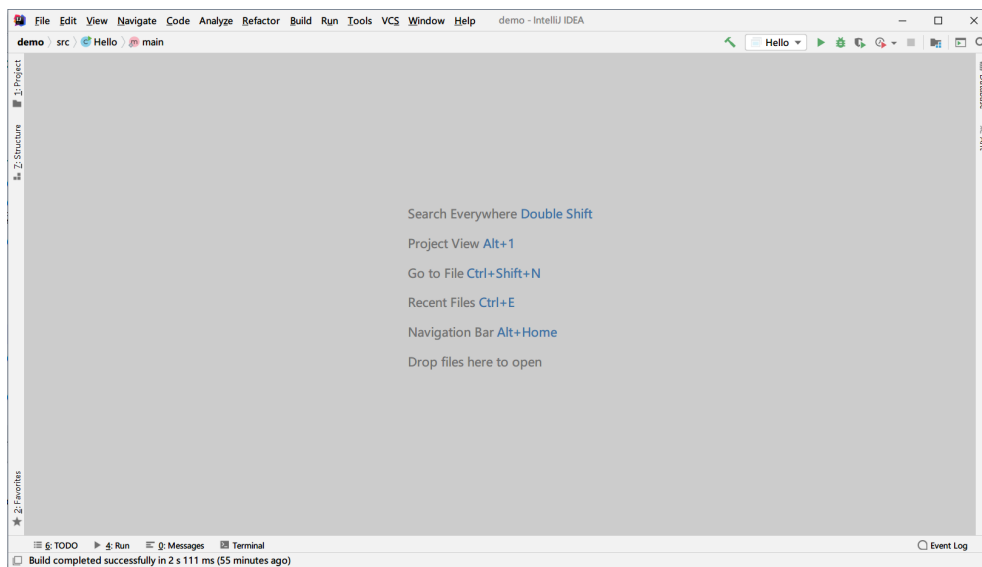 File Edit View Navigate Code Analyze Refactor Build Run Tools VCS Window Help demo - IntelliJ IDEA
demo src Hello main
Hello
1: Project
7: Structure
Search Everywhere Double Shift
Project View Alt+1
Go to File Ctrl+Shift+N
Recent Files Ctrl+E
Navigation Bar Alt+Home
Drop files here to open
2: Favorites
6: TODO 4: Run 0: Messages Terminal
Event Log
Build completed successfully in 2 s 111 ms (55 minutes ago)